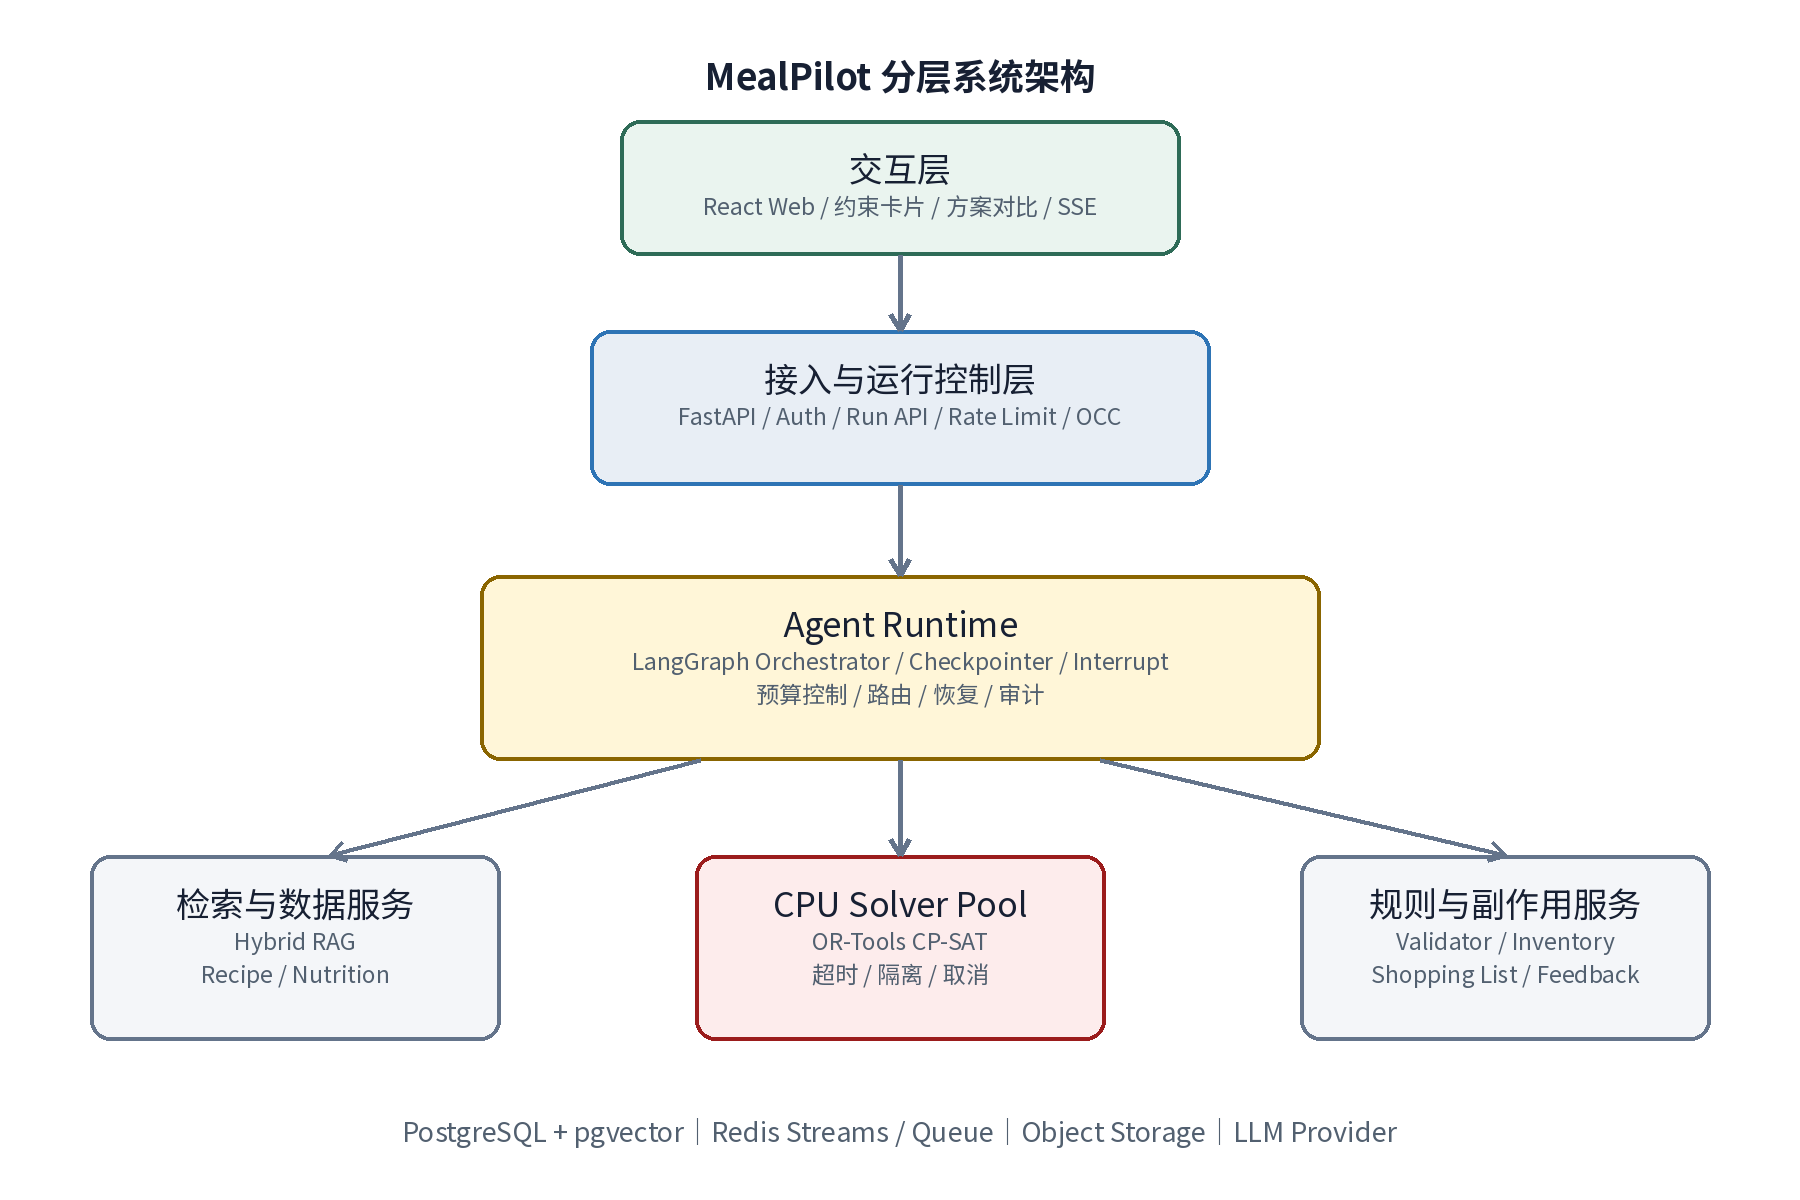 MealPilot 分层系统架构
交互层
React Web / 约束卡片 / 方案对比 / SSE
接入与运行控制层
FastAPI / Auth / Run API / Rate Limit / OCC
Agent Runtime
LangGraph Orchestrator / Checkpointer / Interrupt
预算控制 / 路由 / 恢复 / 审计
检索与数据服务
Hybrid RAG
Recipe / Nutrition
CPU Solver Pool
OR-Tools CP-SAT
超时 / 隔离 / 取消
规则与副作用服务
Validator / Inventory
Shopping List / Feedback
PostgreSQL + pgvector｜Redis Streams / Queue｜Object Storage｜LLM Provider